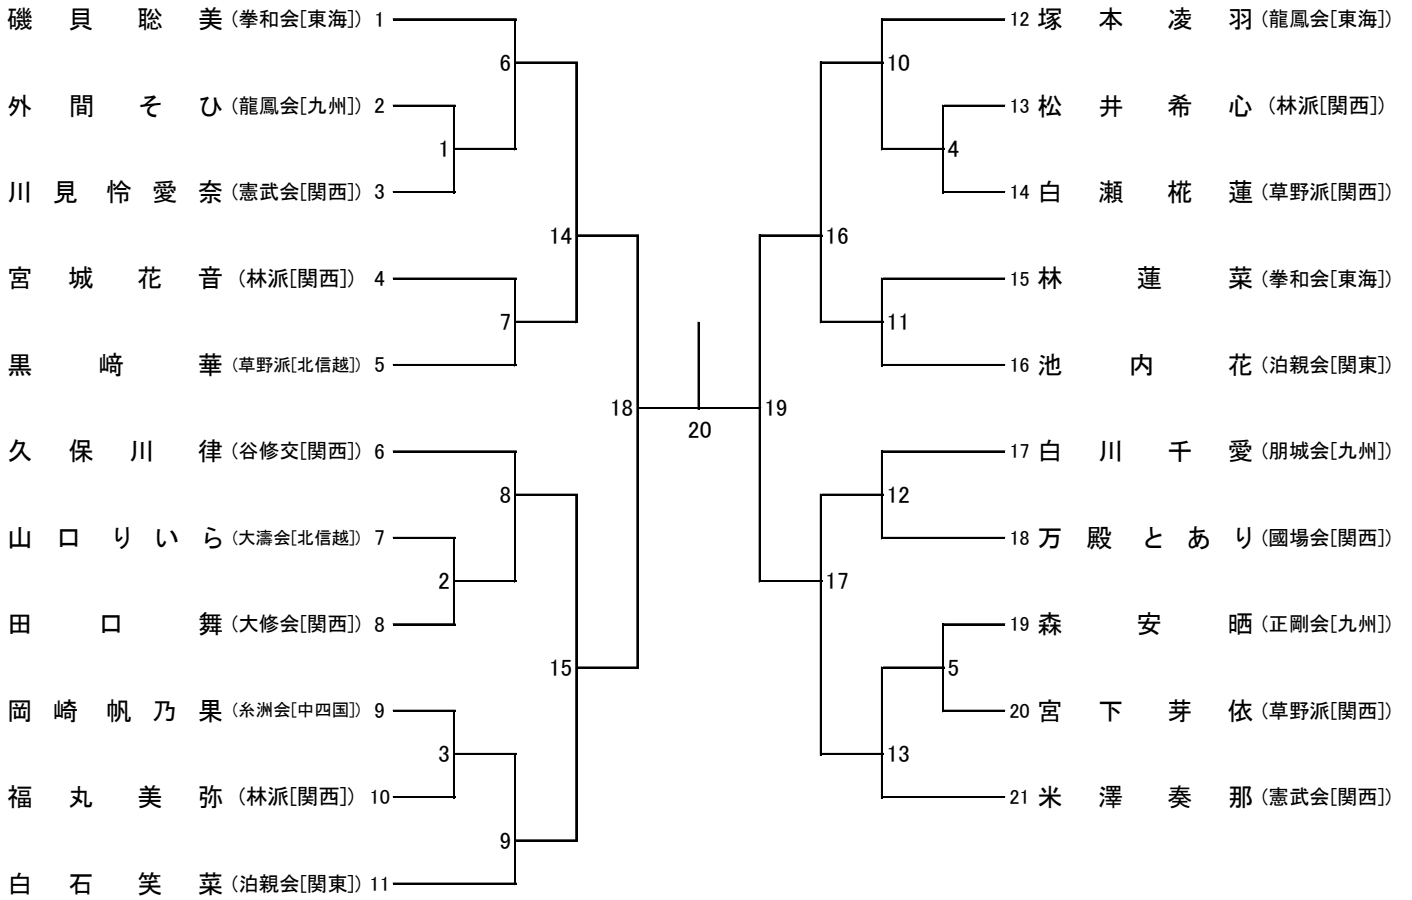 磯貝聡美 (拳和会[東海]) 1
外間そひ (龍鳳会[九州]) 2
川見怜愛奈 (憲武会[関西]) 3
宮城花音 (林派[関西]) 4
黒﨑華 (草野派[北信越]) 5
久保川律 (谷修交[関西]) 6
山口りいら (大濤会[北信越]) 7
田口舞 (大修会[関西]) 8
岡崎帆乃果 (糸洲会[中四国]) 9
福丸美弥 (林派[関西]) 10
白石笑菜 (泊親会[関東]) 11
1
2
3
6
7
8
9
14
15
18
20
19
16
17
10
11
12
13
4
5
12 塚本凌羽 (龍鳳会[東海])
13 松井希心 (林派[関西])
14 白瀬椛蓮 (草野派[関西])
15 林蓮菜 (拳和会[東海])
16 池内花 (泊親会[関東])
17 白川千愛 (朋城会[九州])
18 万殿とあり (國場会[関西])
19 森安晒 (正剛会[九州])
20 宮下芽依 (草野派[関西])
21 米澤奏那 (憲武会[関西])